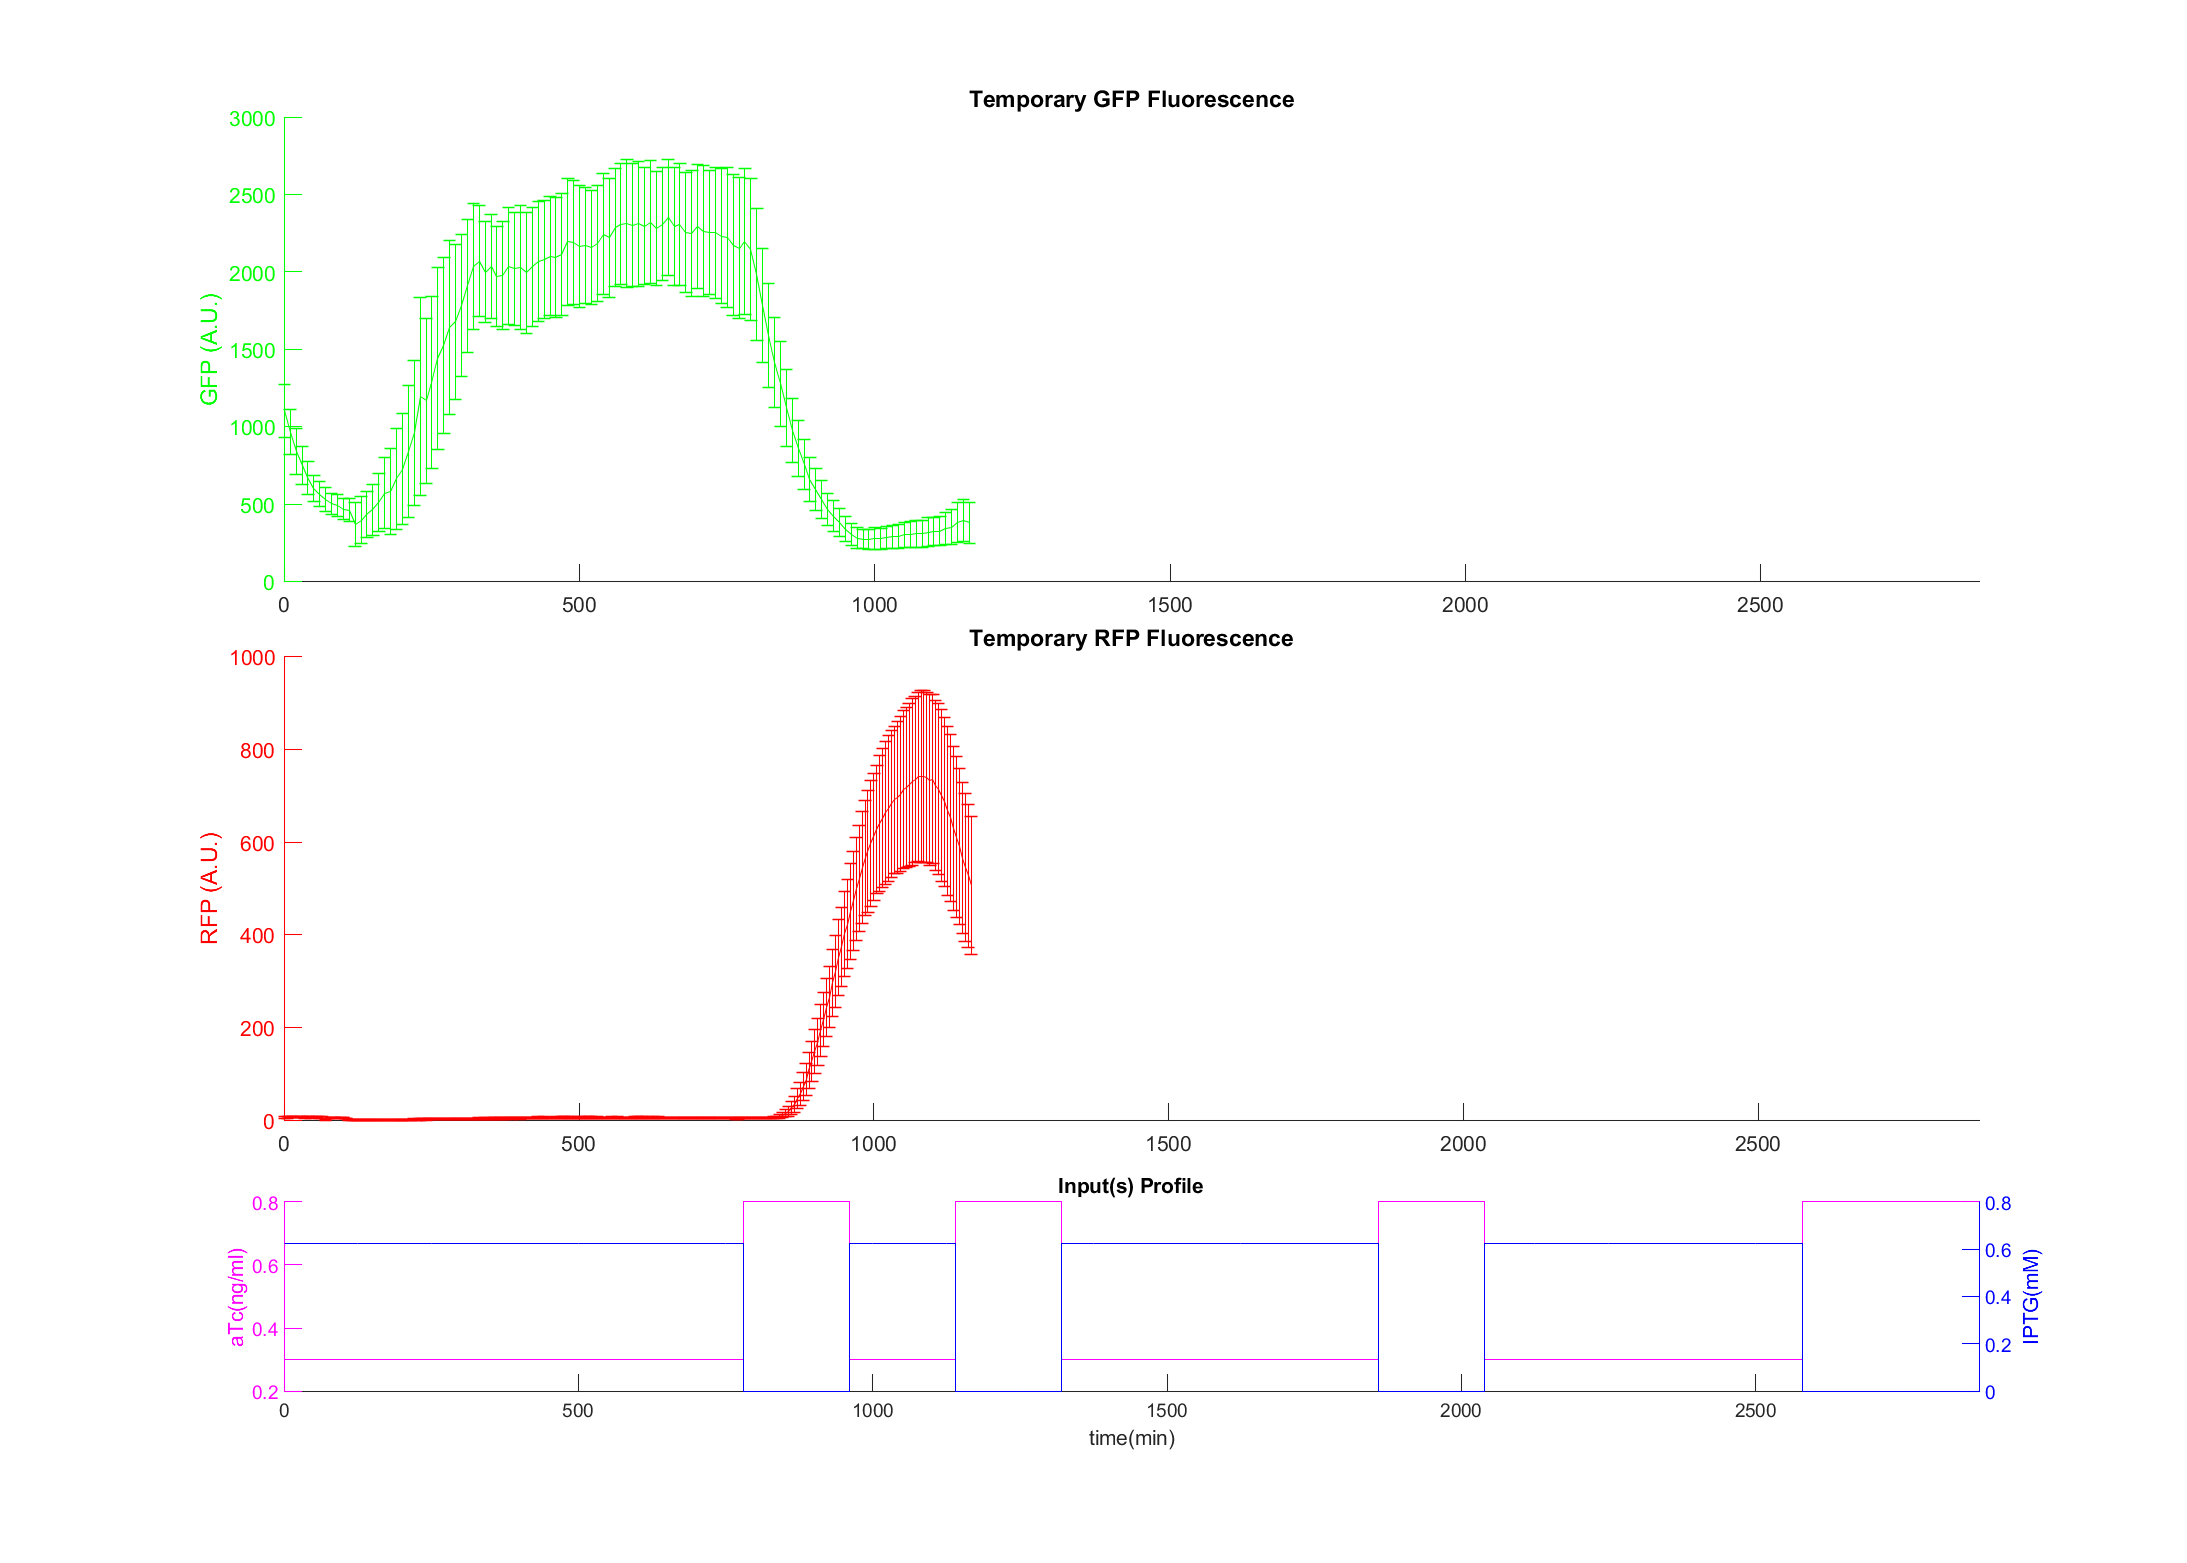 Temporary GFP Fluorescence
3000
2500
2000
1500
1000
500
0
GFP (A.U.)
0 500 1000 1500 2000 2500
Temporary RFP Fluorescence
1000
800
600
400
200
0
RFP (A.U.)
0 500 1000 1500 2000 2500
Input(s) Profile
0.8
0.6
0.4
0.2
aTc(ng/ml)
0.8
0.6
0.4
0.2
0
IPTG(mM)
0 500 1000 1500 2000 2500
time(min)